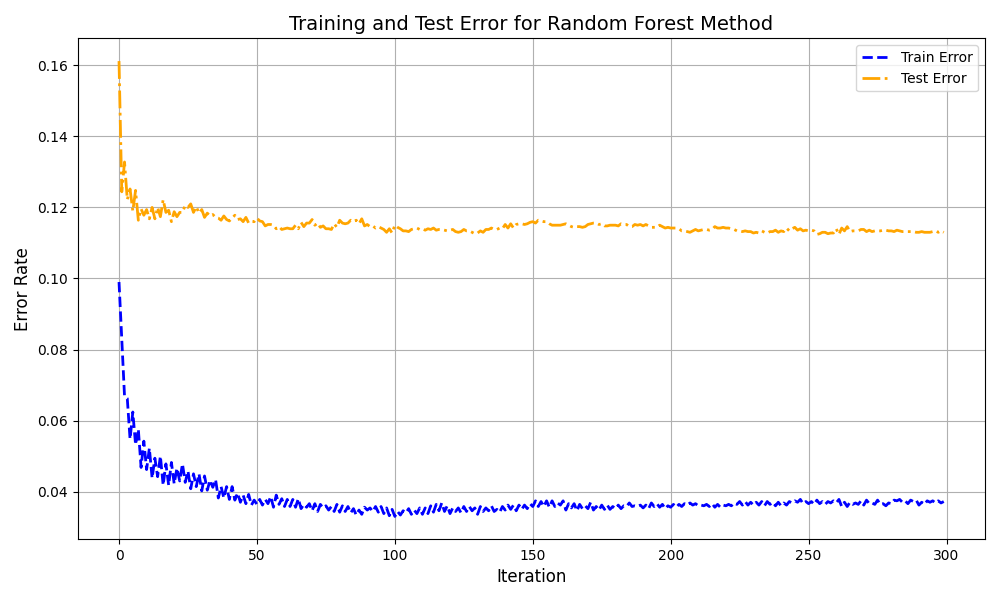 Training and Test Error for Random Forest Method
Train Error
Test Error
Error Rate
0.16
0.14
0.12
0.10
0.08
0.06
0.04
0
50
100
150
200
250
300
Iteration